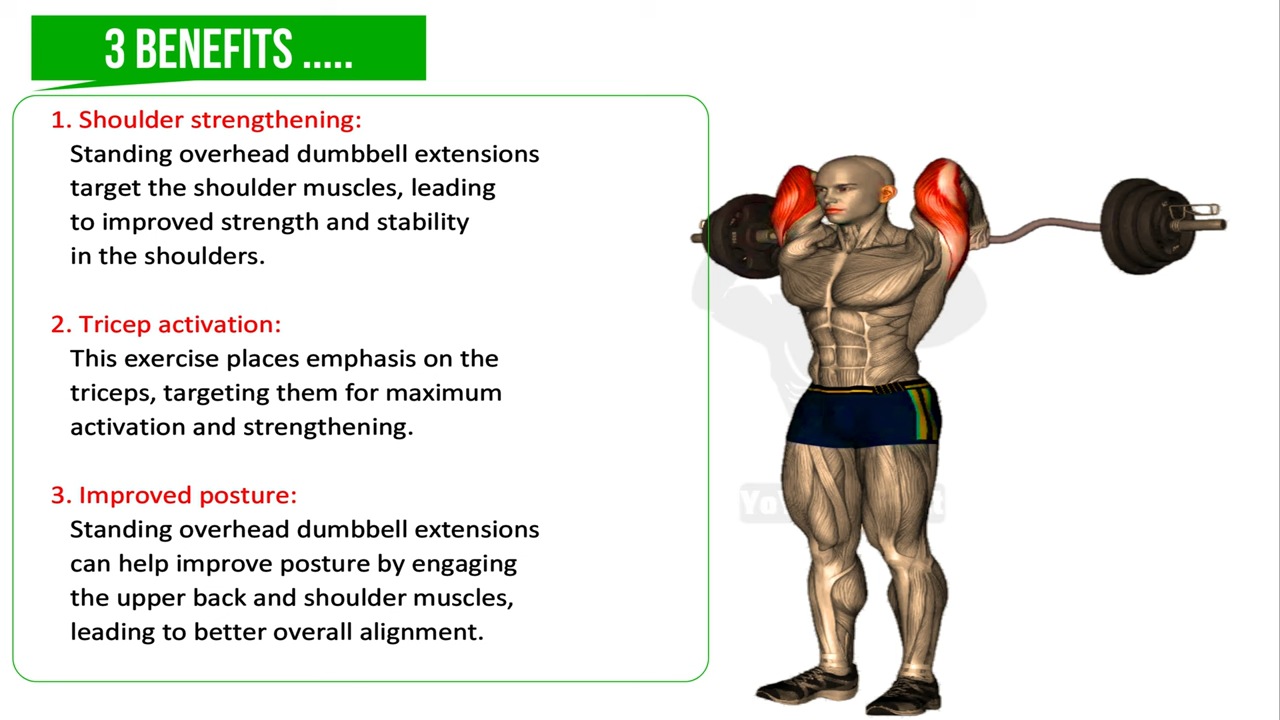 3 BENEFITS .....
1. Shoulder strengthening:
Standing overhead dumbbell extensions
target the shoulder muscles, leading
to improved strength and stability
in the shoulders.
2. Tricep activation:
This exercise places emphasis on the
triceps, targeting them for maximum
activation and strengthening.
3. Improved posture:
Standing overhead dumbbell extensions
can help improve posture by engaging
the upper back and shoulder muscles,
leading to better overall alignment.